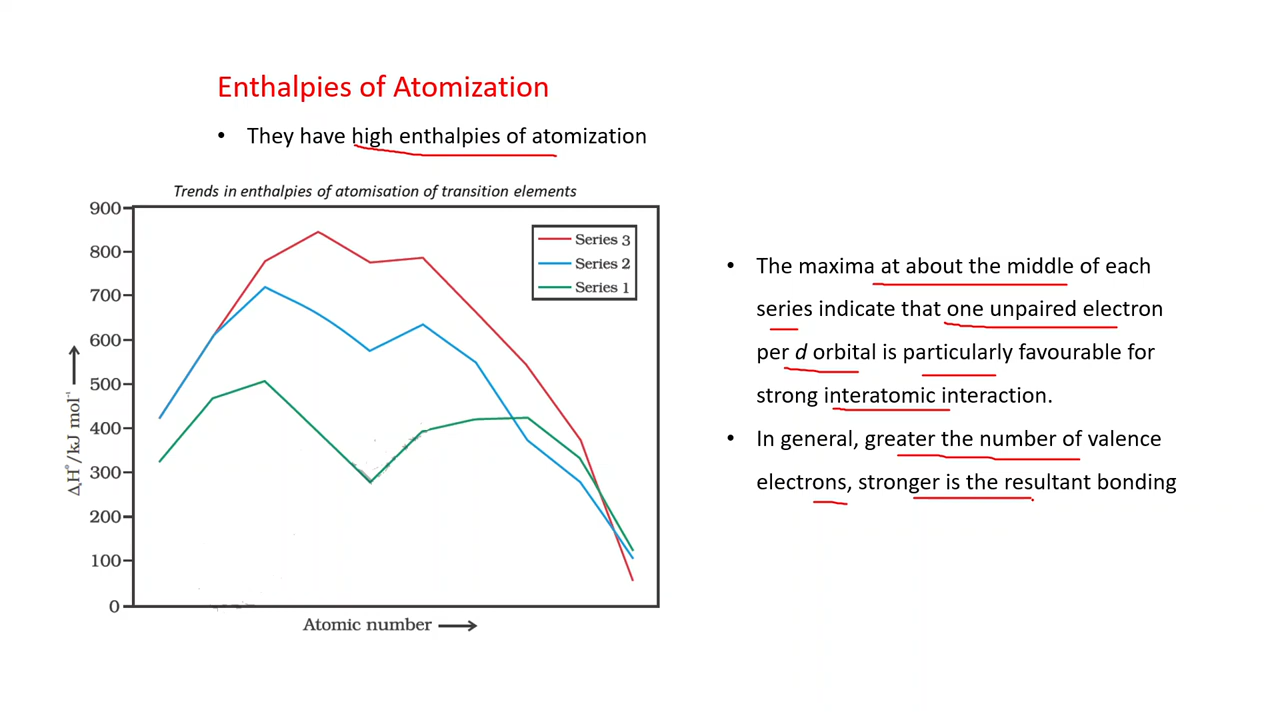 Enthalpies of Atomization
• They have high enthalpies of atomization
Trends in enthalpies of atomisation of transition elements
900
800
700
600
500
400
300
200
100
0
ΔₐH°/kJ mol⁻¹
Series 3
Series 2
Series 1
Atomic number
• The maxima at about the middle of each
series indicate that one unpaired electron
per d orbital is particularly favourable for
strong interatomic interaction.
• In general, greater the number of valence
electrons, stronger is the resultant bonding